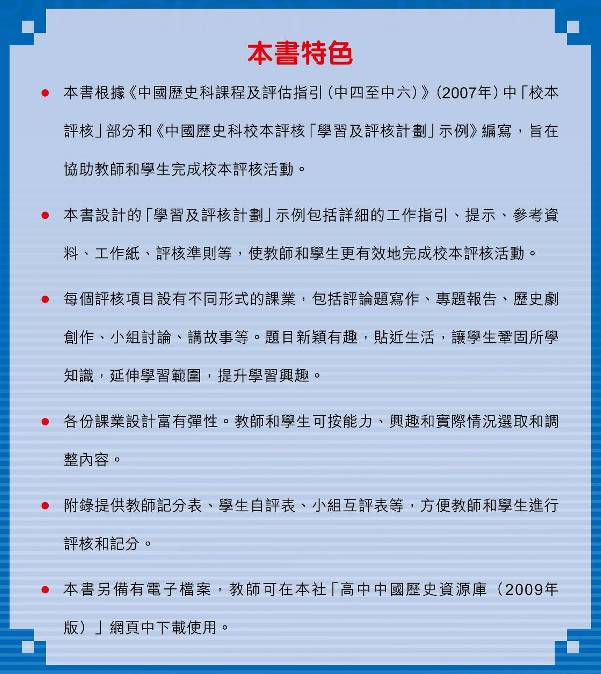 本書特色
本書根據《中國歷史科課程及評估指引（中四至中六）》（2007年）中「校本
評核」部分和《中國歷史科校本評核「學習及評核計劃」示例》編寫，旨在
協助教師和學生完成校本評核活動。
本書設計的「學習及評核計劃」示例包括詳細的工作指引、提示、參考資
料、工作紙、評核準則等，使教師和學生更有效地完成校本評核活動。
每個評核項目設有不同形式的課業，包括評論題寫作、專題報告、歷史劇
創作、小組討論、講故事等。題目新穎有趣，貼近生活，讓學生鞏固所學
知識，延伸學習範圍，提升學習興趣。
各份課業設計富有彈性。教師和學生可按能力、興趣和實際情況選取和調
整內容。
附錄提供教師記分表、學生自評表、小組互評表等，方便教師和學生進行
評核和記分。
本書另備有電子檔案，教師可在本社「高中中國歷史資源庫（2009年
版）」網頁中下載使用。